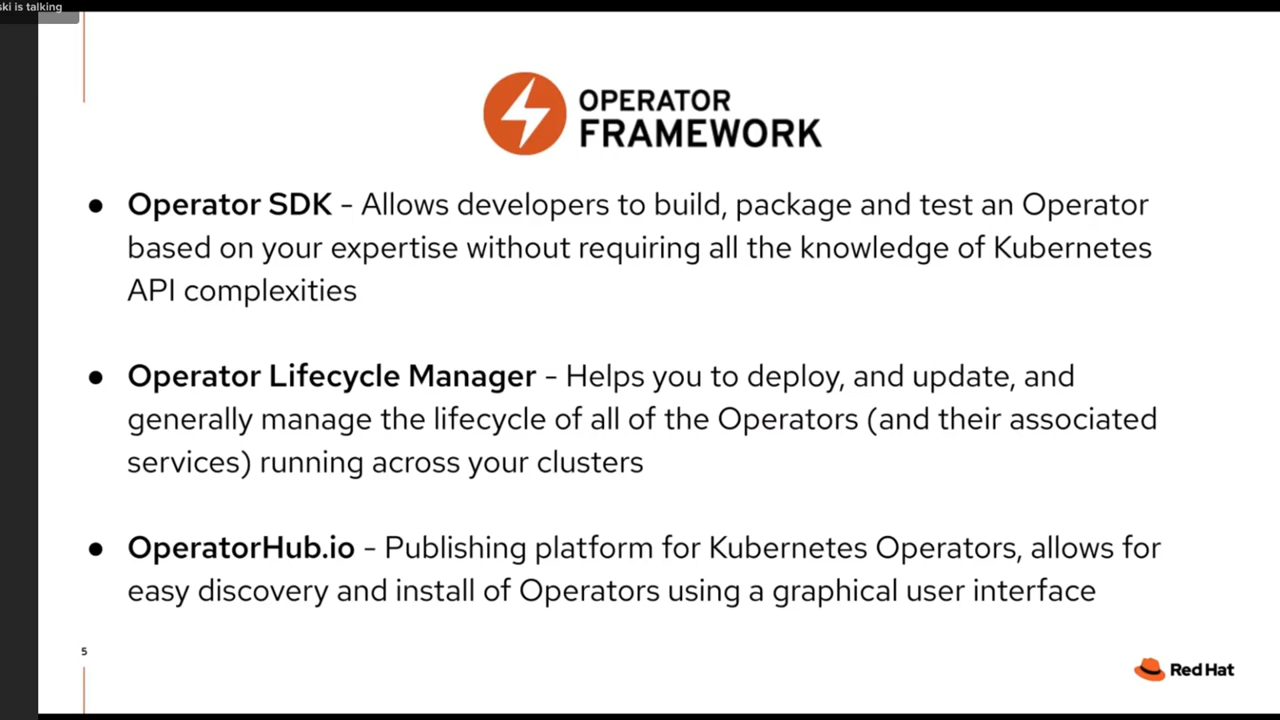 ski is talking
OPERATOR
FRAMEWORK
● Operator SDK - Allows developers to build, package and test an Operator
based on your expertise without requiring all the knowledge of Kubernetes
API complexities
● Operator Lifecycle Manager - Helps you to deploy, and update, and
generally manage the lifecycle of all of the Operators (and their associated
services) running across your clusters
● OperatorHub.io - Publishing platform for Kubernetes Operators, allows for
easy discovery and install of Operators using a graphical user interface
5
Red Hat